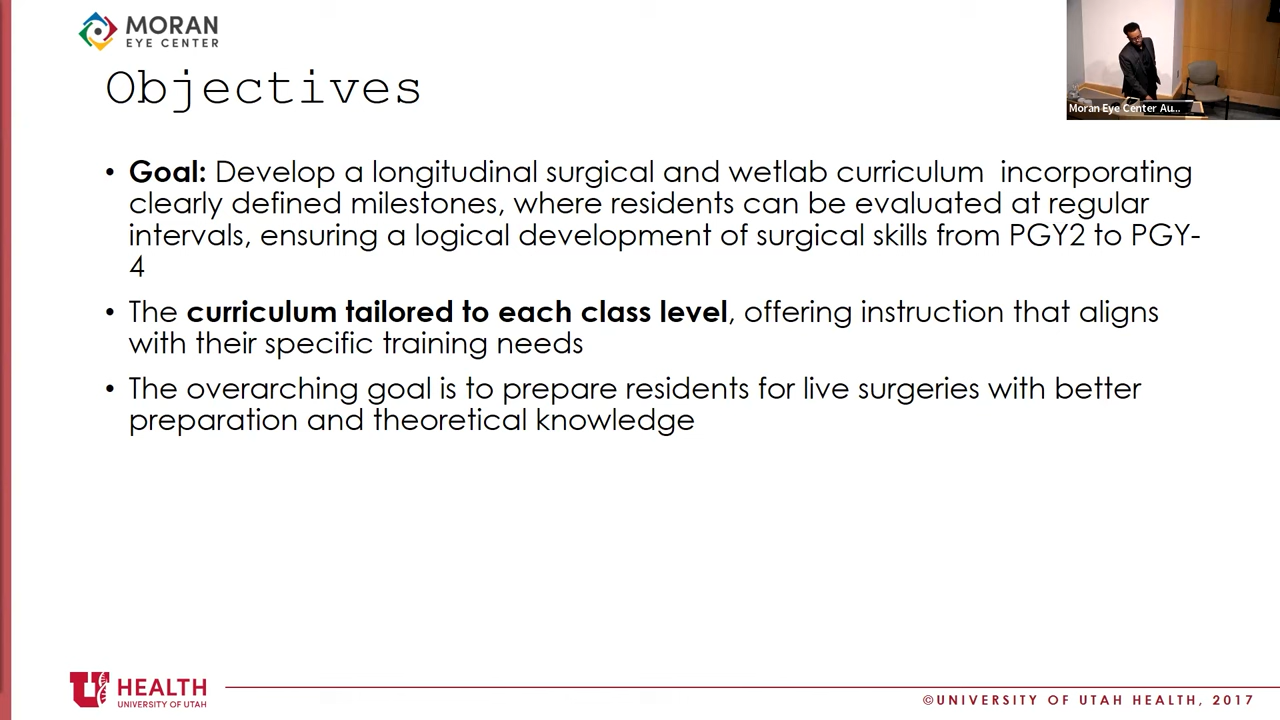 MORAN
EYE CENTER
Moran Eye Center Au...
Objectives
• Goal: Develop a longitudinal surgical and wetlab curriculum incorporating
clearly defined milestones, where residents can be evaluated at regular
intervals, ensuring a logical development of surgical skills from PGY2 to PGY-
4
• The curriculum tailored to each class level, offering instruction that aligns
with their specific training needs
• The overarching goal is to prepare residents for live surgeries with better
preparation and theoretical knowledge
U HEALTH
UNIVERSITY OF UTAH
©UNIVERSITY OF UTAH HEALTH, 2017